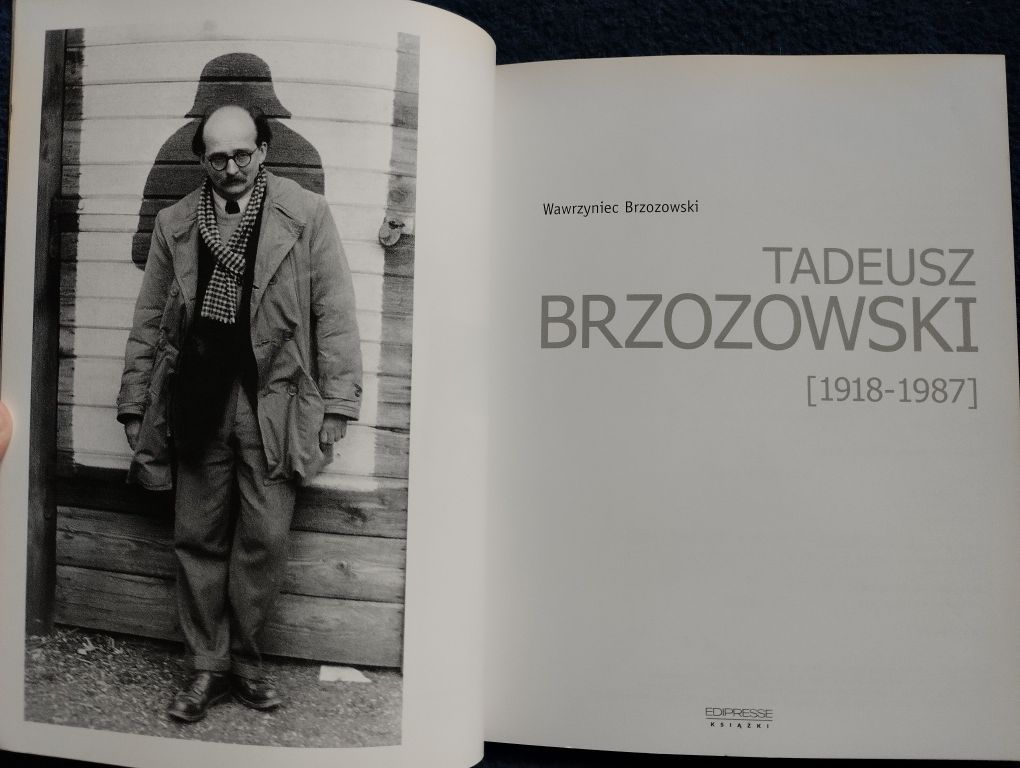 Wawrzyniec Brzozowski
TADEUSZ
BRZOZOWSKI
[1918-1987]
EDIPRESSE
KSIĄŻKI